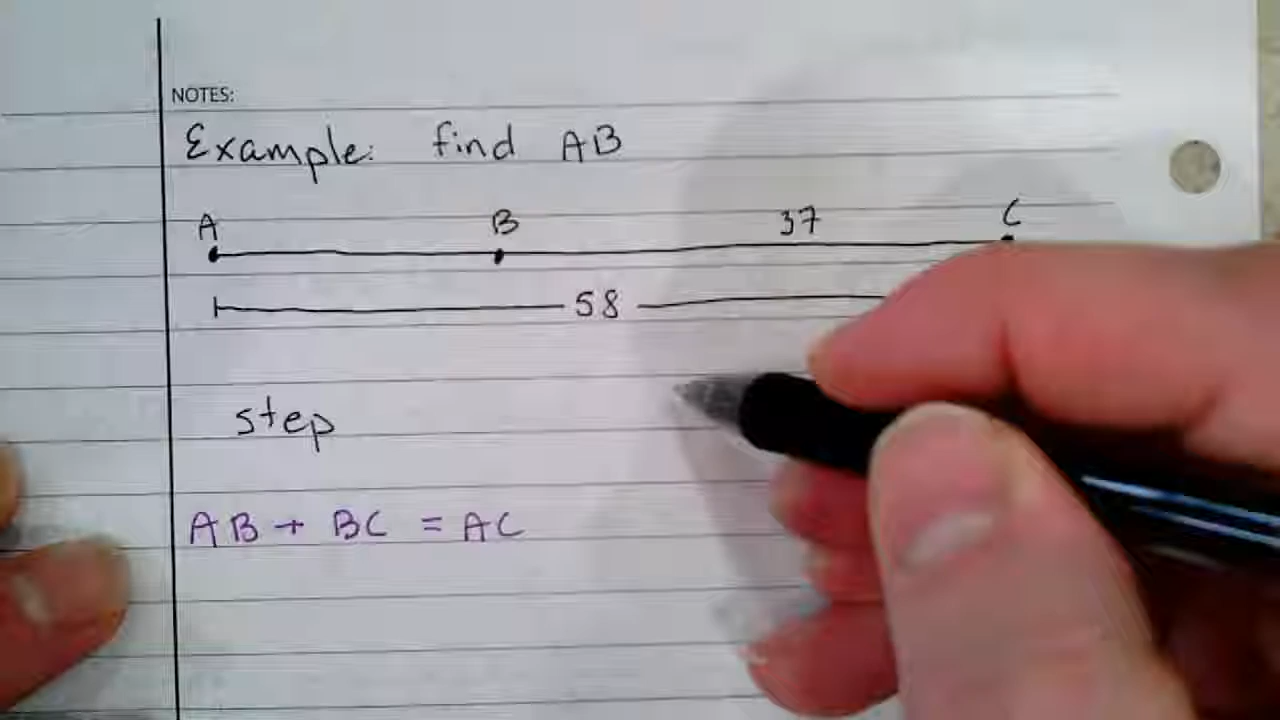 NOTES:
Example: find AB
A B 37 C
58
step
AB + BC = AC